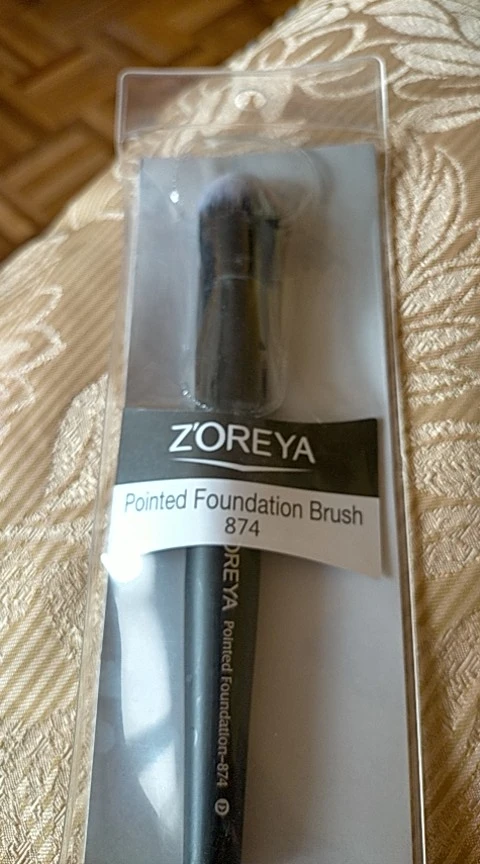 Z'OREYA
Pointed Foundation Brush
874
OREYA Pointed Foundation-874